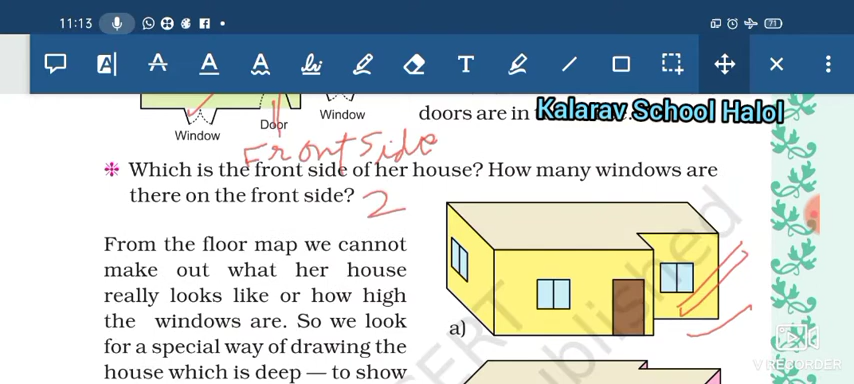 11:13
71
A
A
A
A
T
Window
Door
Window
doors are in
Kalarav School Halol
Front Side
Which is the front side of her house? How many windows are
there on the front side?
2
From the floor map we cannot
make out what her house
really looks like or how high
the windows are. So we look
for a special way of drawing the
house which is deep — to show
a)
published
V RECORDER